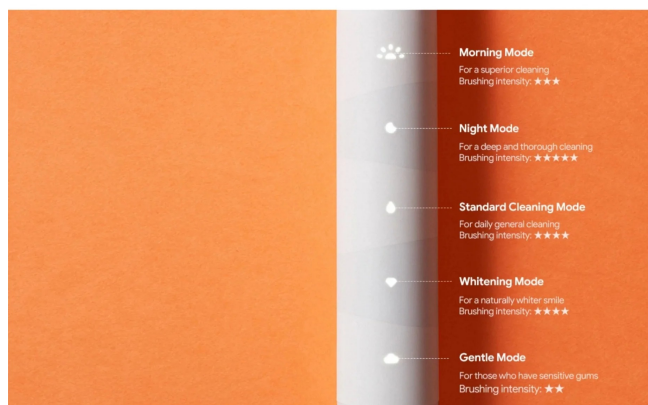 Morning Mode
For a superior cleaning
Brushing intensity: ★★★
Night Mode
For a deep and thorough cleaning
Brushing intensity: ★★★★★
Standard Cleaning Mode
For daily general cleaning
Brushing intensity: ★★★★
Whitening Mode
For a naturally whiter smile
Brushing intensity: ★★★★
Gentle Mode
For those who have sensitive gums
Brushing intensity: ★★